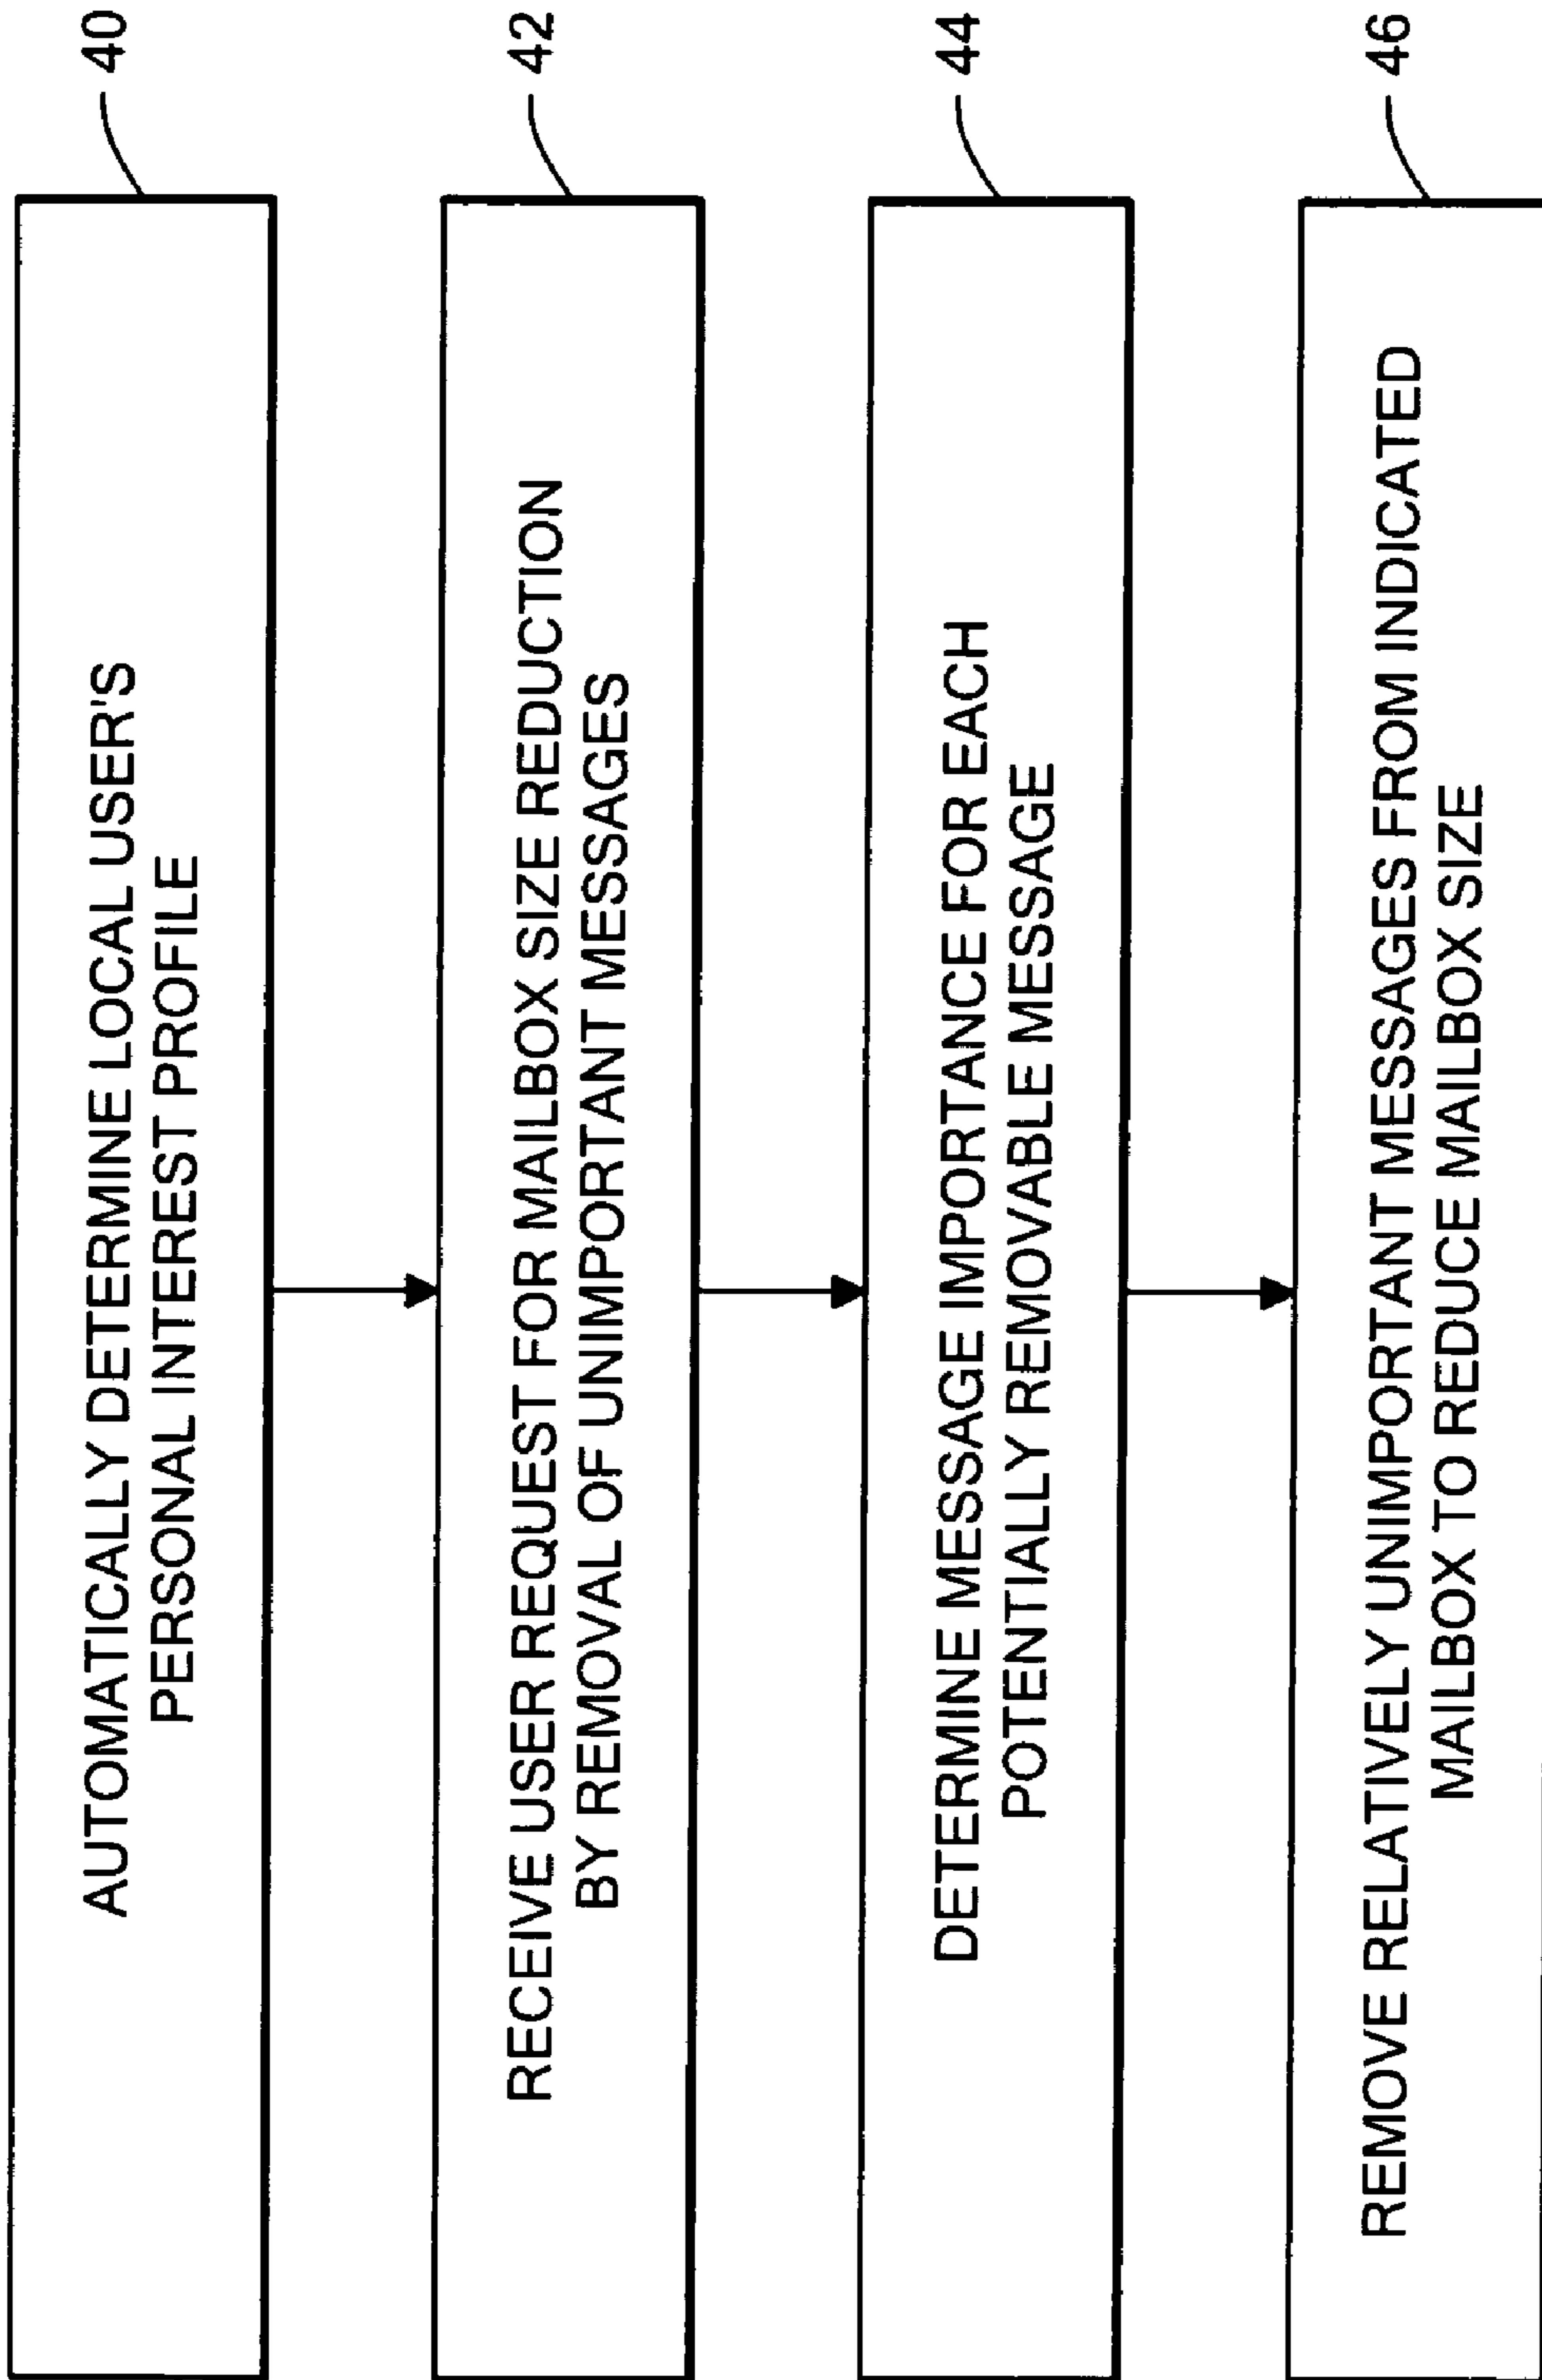 AUTOMATICALLY DETERMINE LOCAL USER'S
PERSONAL INTEREST PROFILE
40
RECEIVE USER REQUEST FOR MAILBOX SIZE REDUCTION
BY REMOVAL OF UNIMPORTANT MESSAGES
42
DETERMINE MESSAGE IMPORTANCE FOR EACH
POTENTIALLY REMOVABLE MESSAGE
44
REMOVE RELATIVELY UNIMPORTANT MESSAGES FROM INDICATED
MAILBOX TO REDUCE MAILBOX SIZE
46